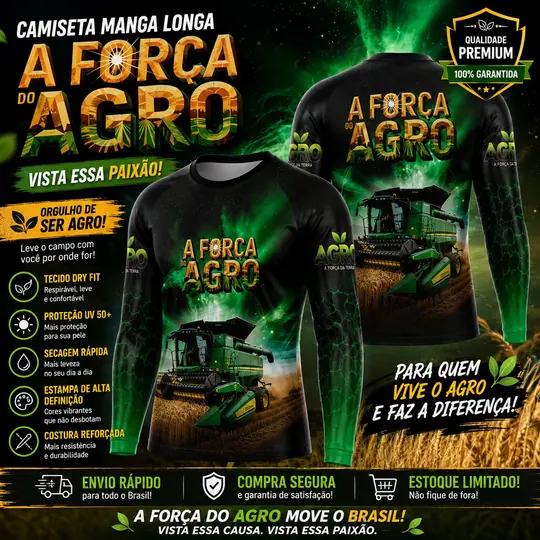 CAMISETA MANGA LONGA
A FORÇA
DO
AGRO
VISTA ESSA PAIXÃO!
QUALIDADE
PREMIUM
100% GARANTIDA
ORGULHO DE
SER AGRO!
Leve o campo com
você por onde for!
TECIDO DRY FIT
Respirável, leve
e confortável
PROTEÇÃO UV 50+
Mais proteção
para sua pele
SECAGEM RÁPIDA
Mais leveza
no seu dia a dia
ESTAMPA DE ALTA
DEFINIÇÃO
Cores vibrantes
que não desbotam
COSTURA REFORÇADA
Mais resistência
e durabilidade
A FORÇA
DO
AGRO
AGRO
A FORÇA DA TERRA
A FORÇA
DO
AGRO
AGRO
AGRO
PARA QUEM
VIVE O AGRO
E FAZ A DIFERENÇA!
ENVIO RÁPIDO
para todo o Brasil!
COMPRA SEGURA
e garantia de satisfação!
ESTOQUE LIMITADO!
Não fique de fora!
A FORÇA DO AGRO MOVE O BRASIL!
VISTA ESSA CAUSA. VISTA ESSA PAIXÃO.